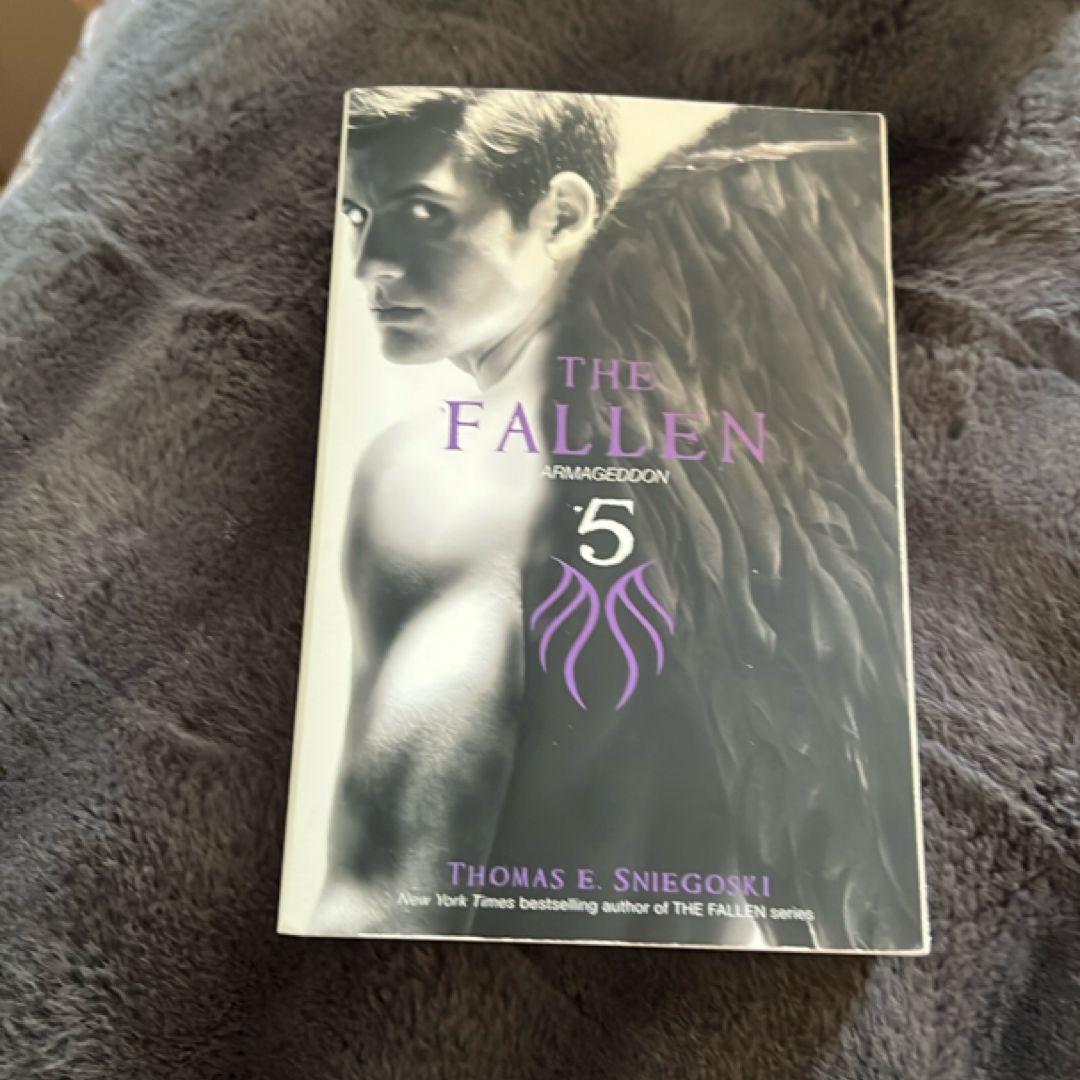 THE
FALLEN
ARMAGEDDON
5
THOMAS E. SNIEGOSKI
New York Times bestselling author of THE FALLEN series